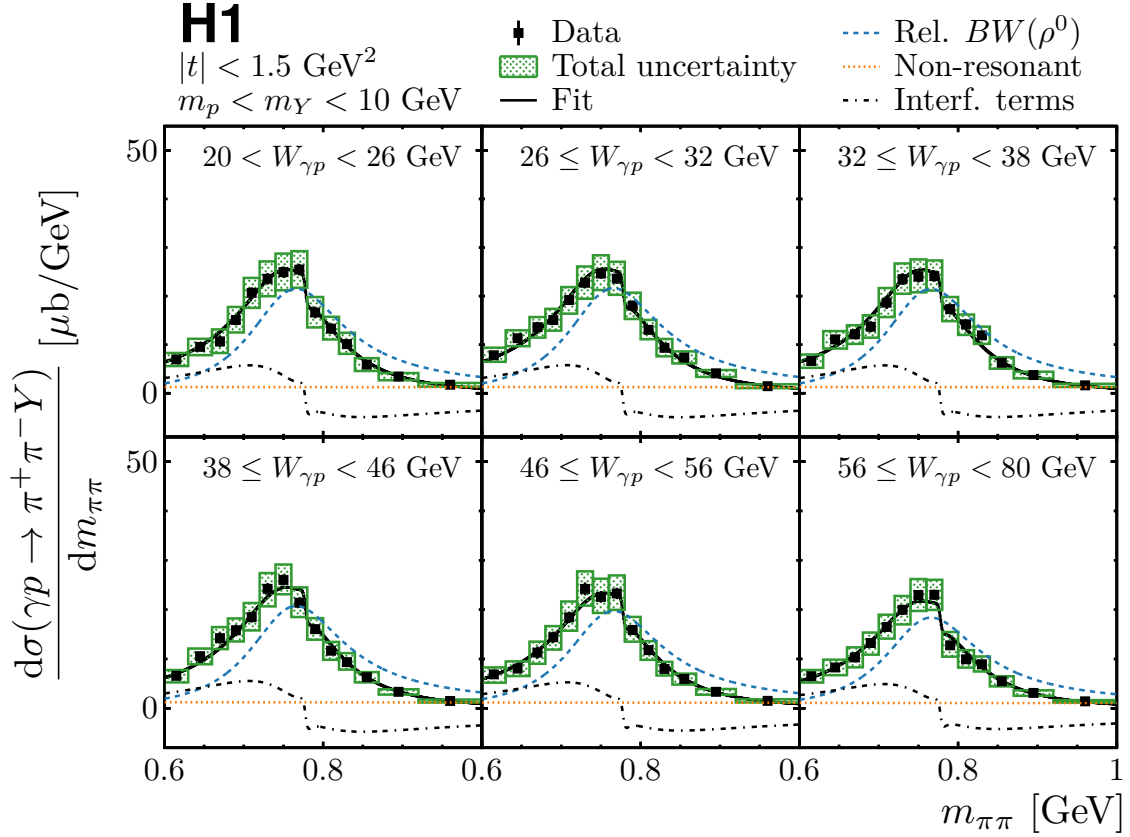 H1
|t| < 1.5 GeV²
m_p < m_Y < 10 GeV
Data
Total uncertainty
Fit
Rel. BW(ρ⁰)
Non-resonant
Interf. terms
dσ(γp → π⁺π⁻Y)
dm_ππ
[μb/GeV]
50
0
20 < W_γp < 26 GeV
26 ≤ W_γp < 32 GeV
32 ≤ W_γp < 38 GeV
50
0
38 ≤ W_γp < 46 GeV
46 ≤ W_γp < 56 GeV
56 ≤ W_γp < 80 GeV
0.6 0.8 0.6 0.8 0.6 0.8 1
m_ππ [GeV]